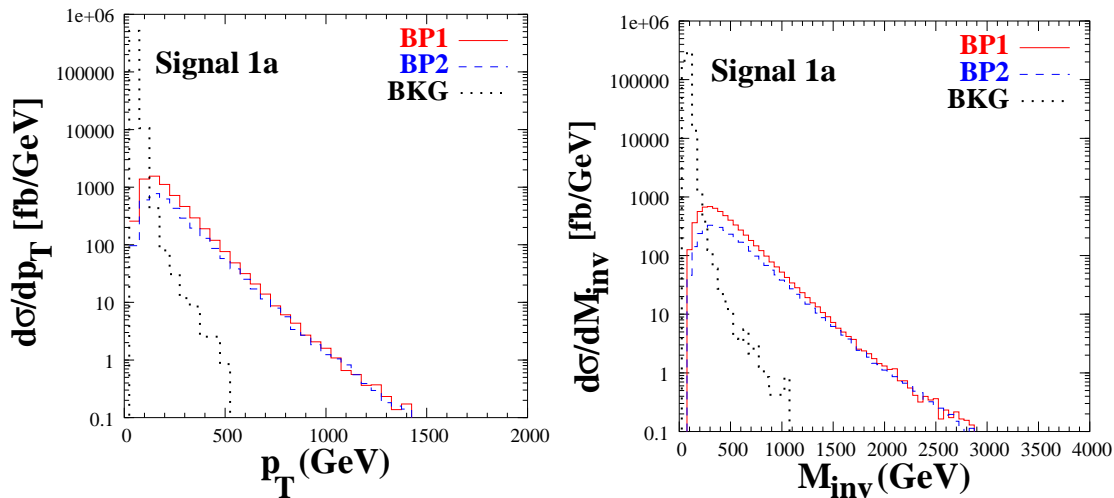 1e+06
100000
10000
1000
100
10
1
0.1
dσ/dp_T [fb/GeV]
Signal 1a
BP1
BP2
BKG
0 500 1000 1500 2000
p_T (GeV)
1e+06
100000
10000
1000
100
10
1
0.1
dσ/dM_inv [fb/GeV]
Signal 1a
BP1
BP2
BKG
0 500 1000 1500 2000 2500 3000 3500 4000
M_inv (GeV)